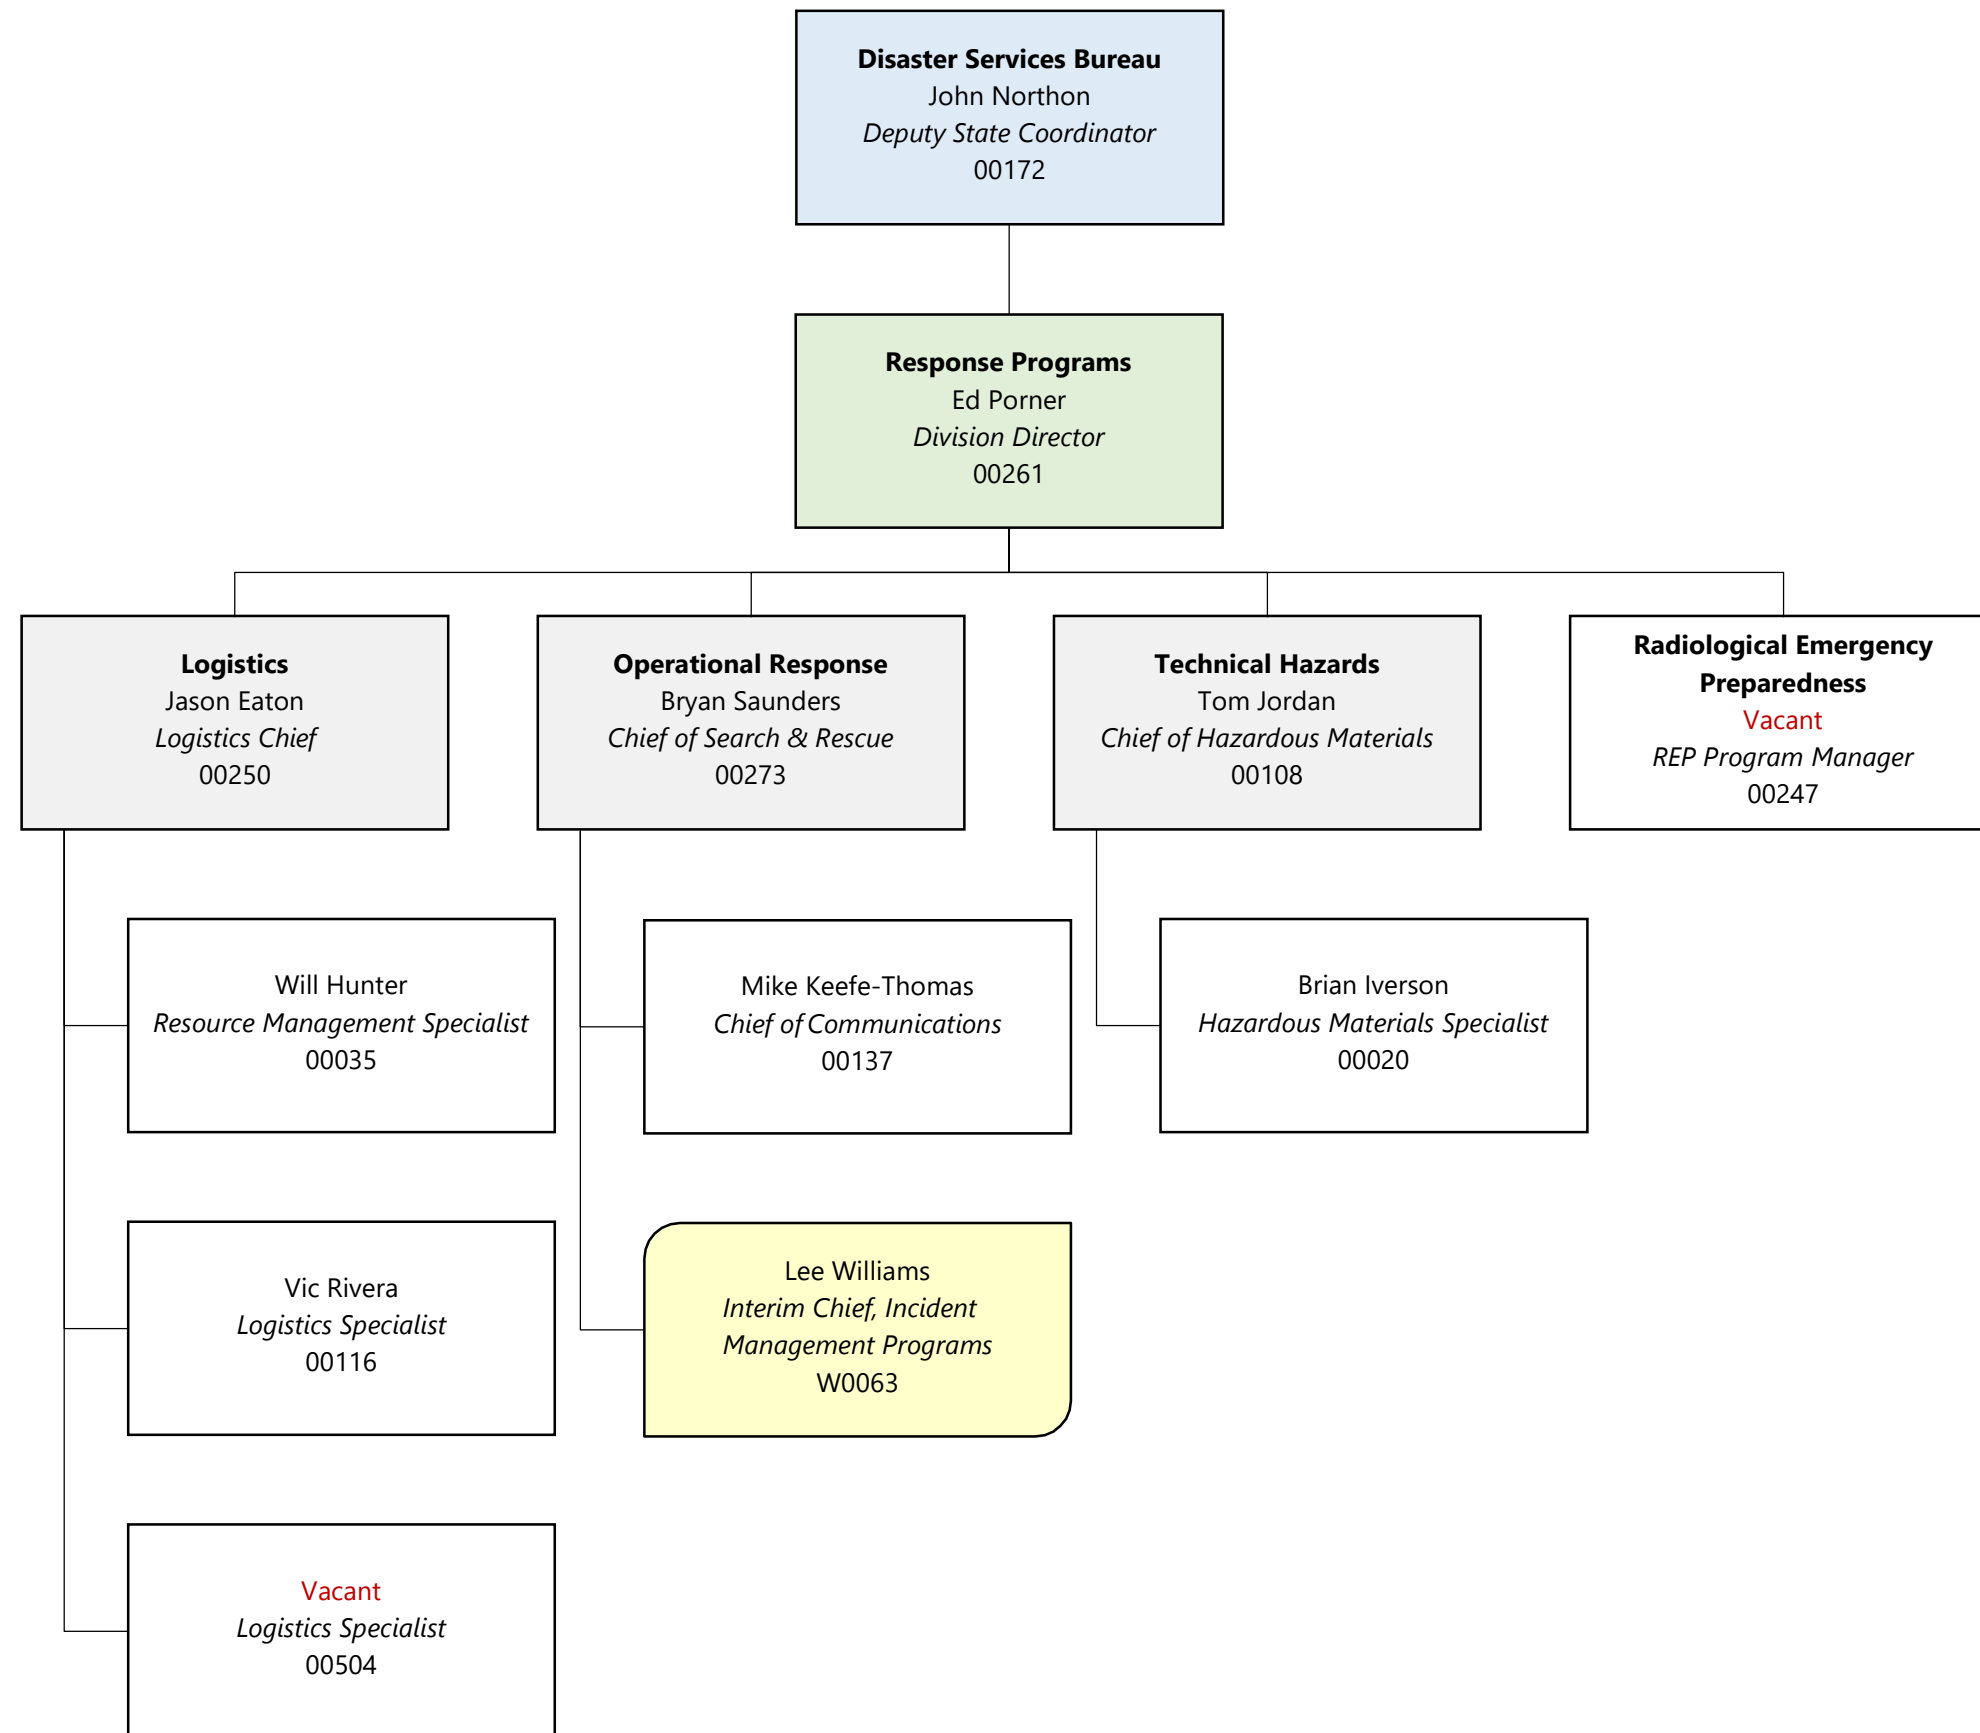 Disaster Services Bureau
John Northon
Deputy State Coordinator
00172
Response Programs
Ed Porner
Division Director
00261
Logistics
Jason Eaton
Logistics Chief
00250
Operational Response
Bryan Saunders
Chief of Search & Rescue
00273
Technical Hazards
Tom Jordan
Chief of Hazardous Materials
00108
Radiological Emergency
Preparedness
Vacant
REP Program Manager
00247
Will Hunter
Resource Management Specialist
00035
Mike Keefe-Thomas
Chief of Communications
00137
Brian Iverson
Hazardous Materials Specialist
00020
Vic Rivera
Logistics Specialist
00116
Lee Williams
Interim Chief, Incident
Management Programs
W0063
Vacant
Logistics Specialist
00504